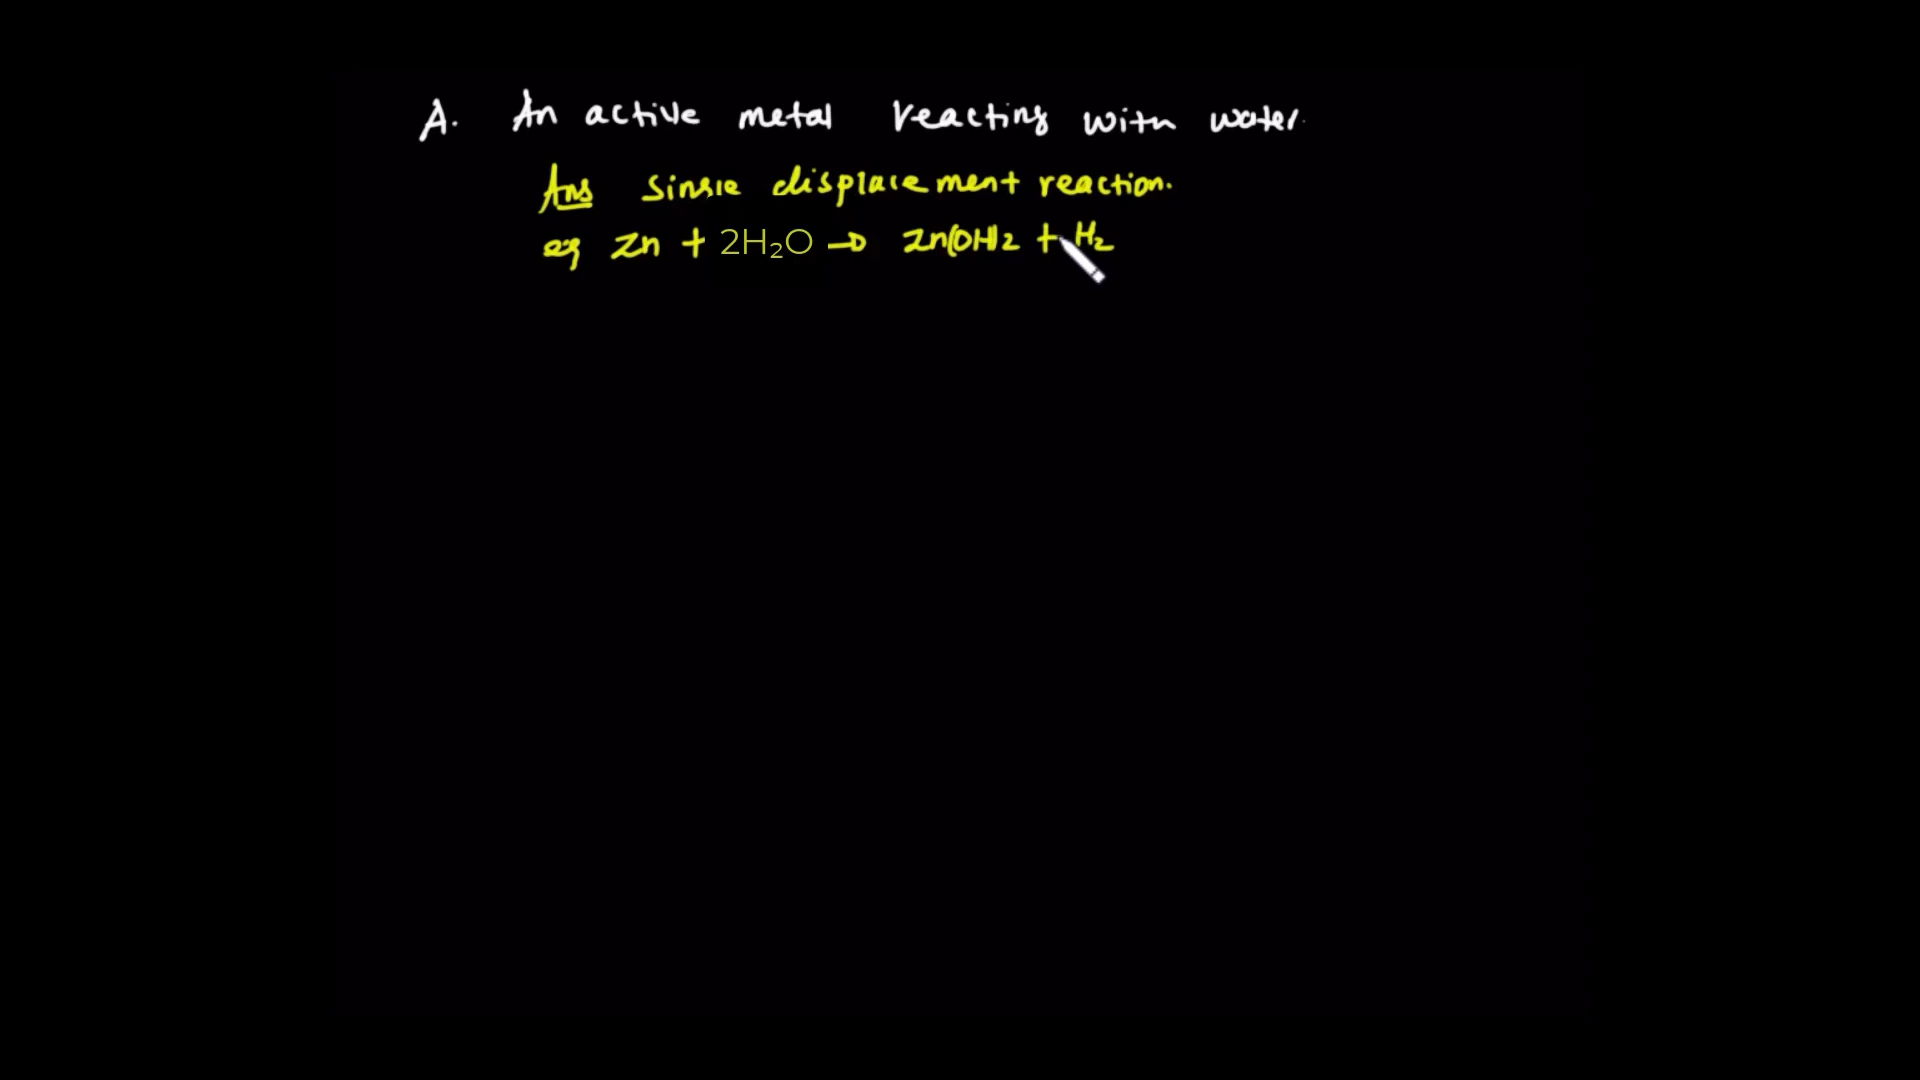 A. An active metal reacting with water.
Ans Single displacement reaction.
eg Zn + 2H₂O → Zn(OH)2 + H₂